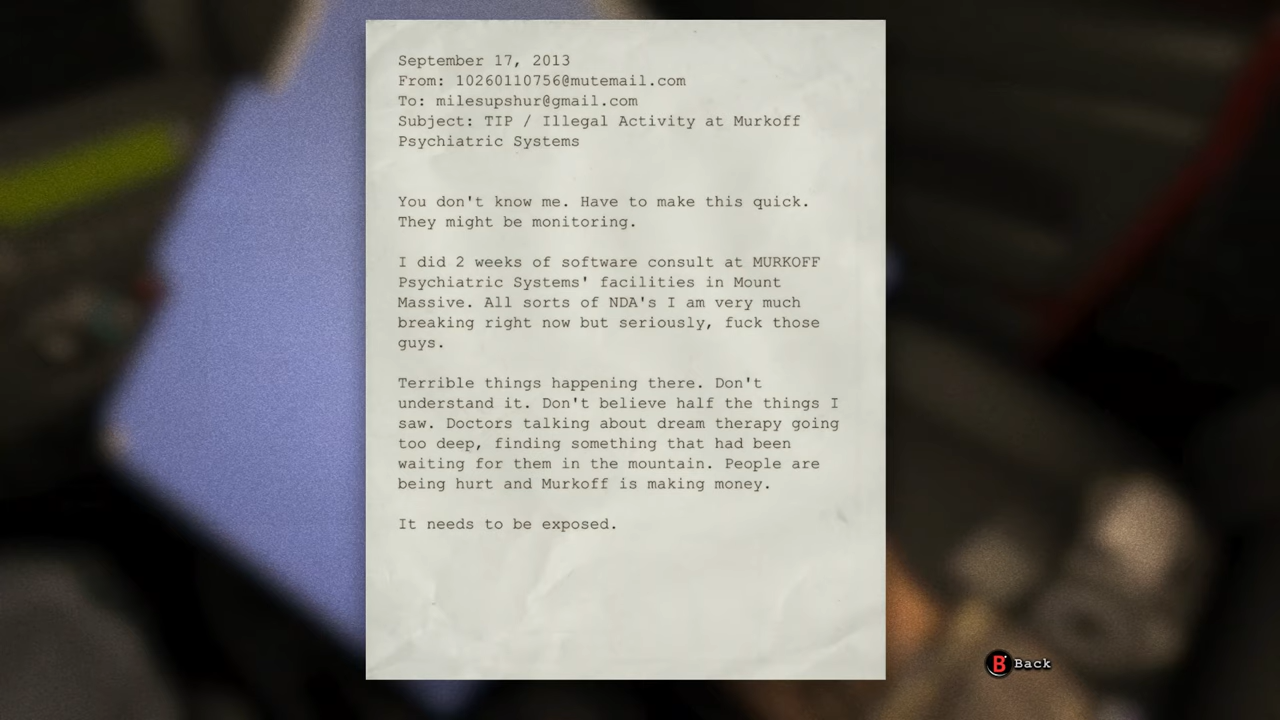 September 17, 2013
From: 10260110756@mutemail.com
To: milesupshur@gmail.com
Subject: TIP / Illegal Activity at Murkoff
Psychiatric Systems
You don't know me. Have to make this quick.
They might be monitoring.
I did 2 weeks of software consult at MURKOFF
Psychiatric Systems' facilities in Mount
Massive. All sorts of NDA's I am very much
breaking right now but seriously, fuck those
guys.
Terrible things happening there. Don't
understand it. Don't believe half the things I
saw. Doctors talking about dream therapy going
too deep, finding something that had been
waiting for them in the mountain. People are
being hurt and Murkoff is making money.
It needs to be exposed.
B Back